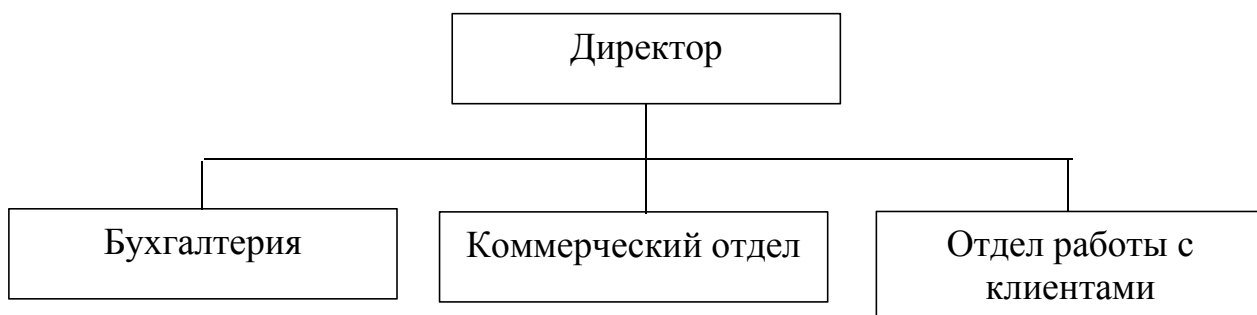 Директор
Бухгалтерия
Коммерческий отдел
Отдел работы с
клиентами